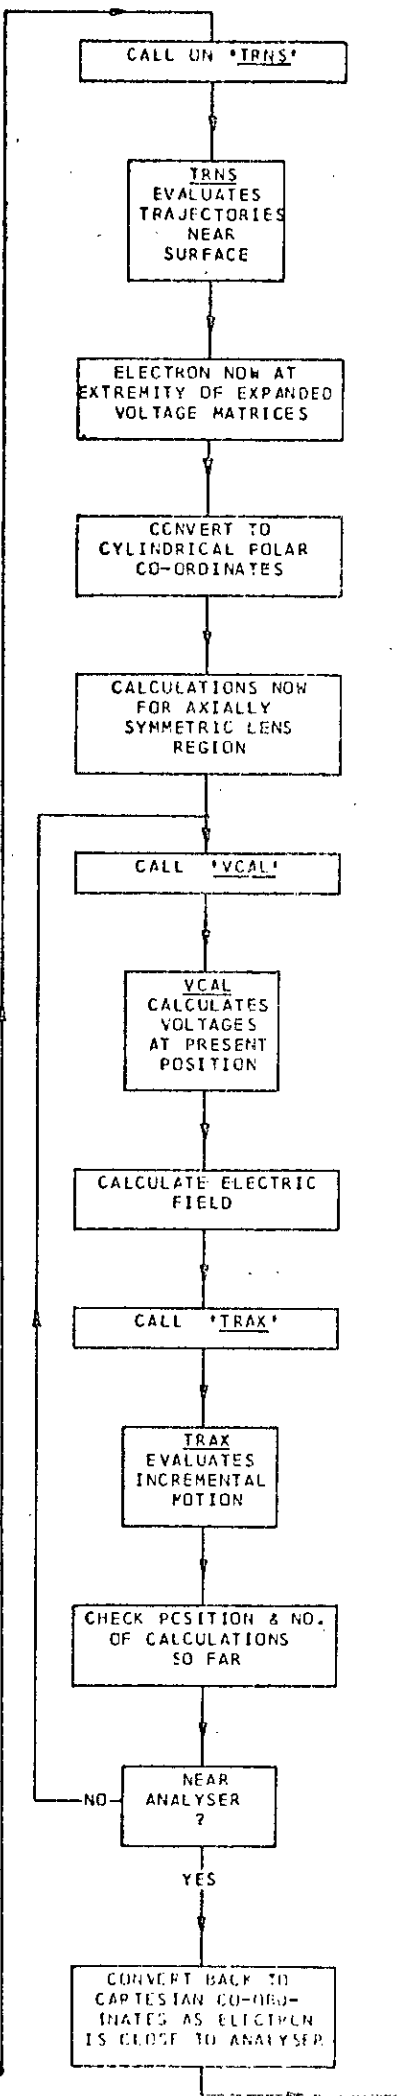 CALL ON 'TRNS'
TRNS
EVALUATES
TRAJECTORIES
NEAR
SURFACE
ELECTRON NOW AT
EXTREMITY OF EXPANDED
VOLTAGE MATRICES
CONVERT TO
CYLINDRICAL POLAR
CO-ORDINATES
CALCULATIONS NOW
FOR AXIALLY
SYMMETRIC LENS
REGION
CALL 'VCAL'
VCAL
CALCULATES
VOLTAGES
AT PRESENT
POSITION
CALCULATE ELECTRIC
FIELD
CALL 'TRAX'
TRAX
EVALUATES
INCREMENTAL
MOTION
CHECK POSITION & NO.
OF CALCULATIONS
SO FAR
NEAR
ANALYSER
?
NO
YES
CONVERT BACK TO
CARTESIAN CO-ORD-
INATES AS ELECTRON
IS CLOSE TO ANALYSER